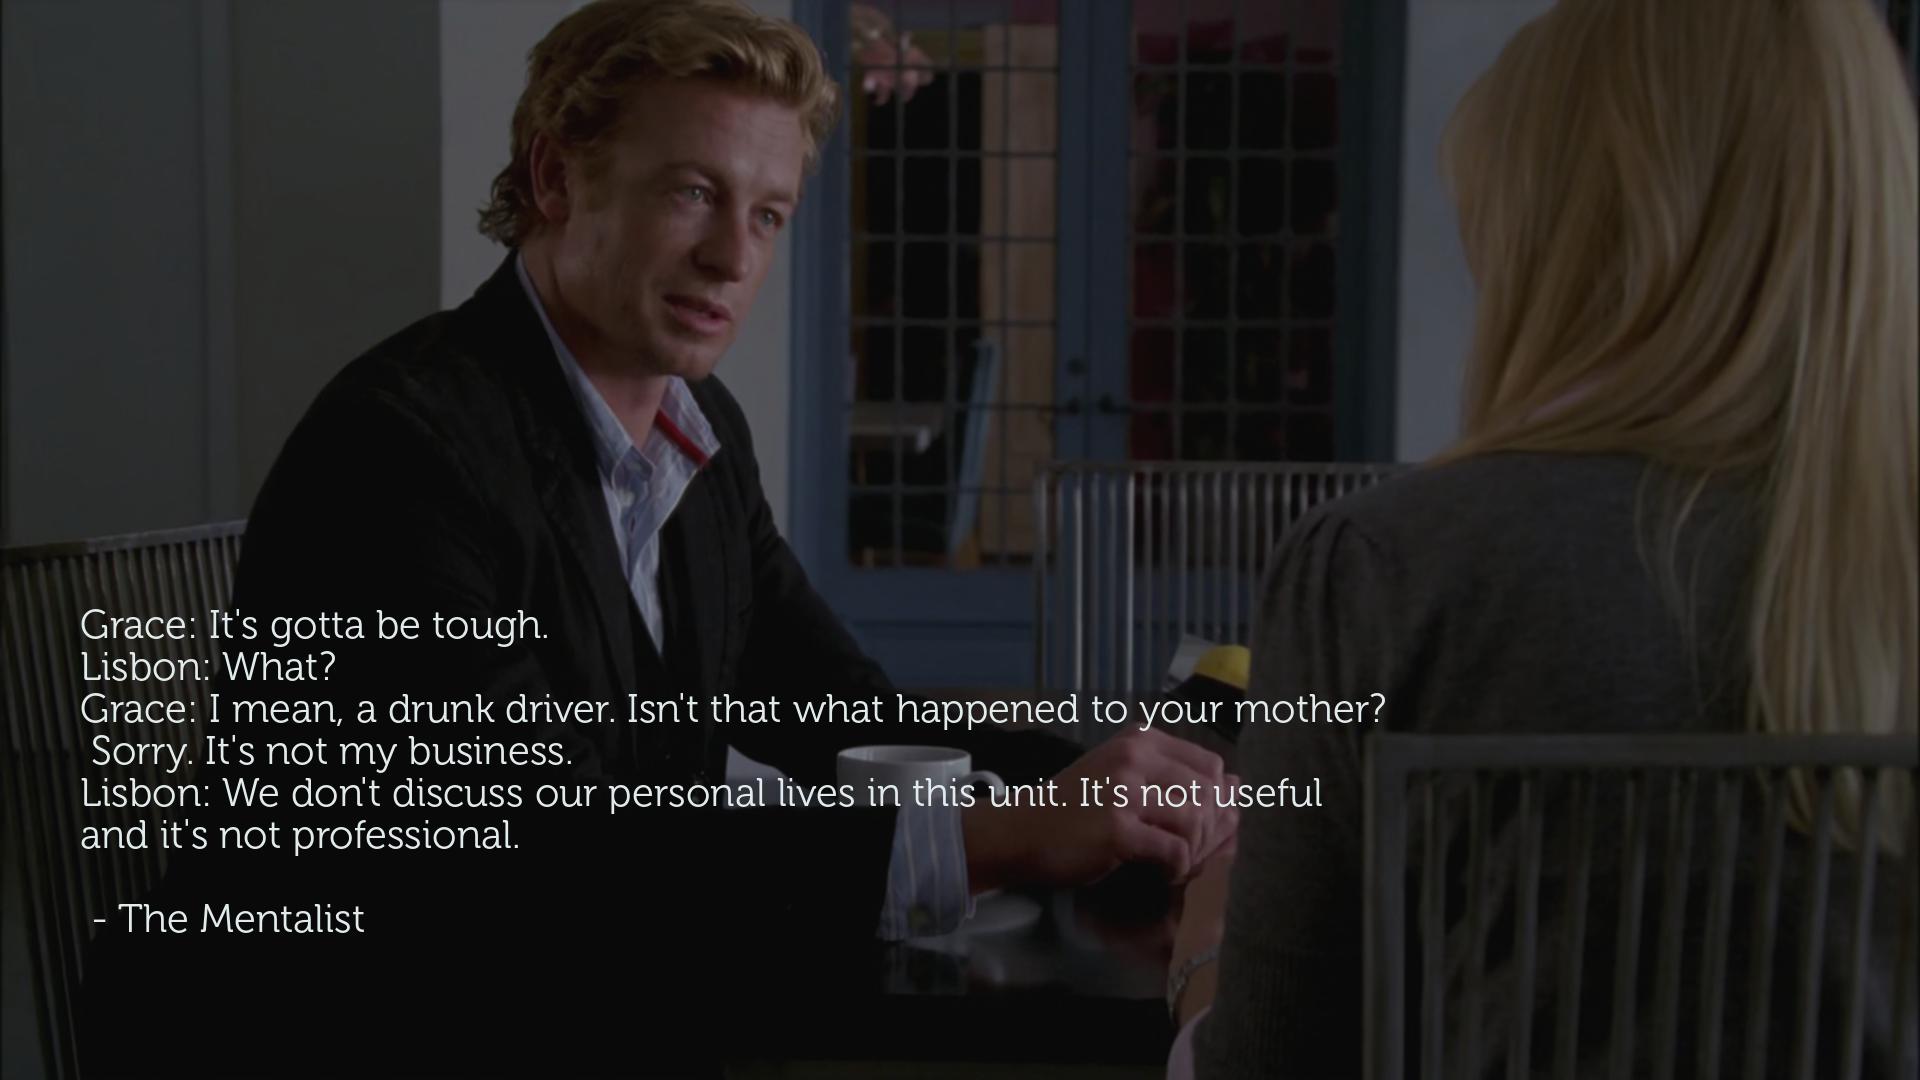 Grace: It's gotta be tough.
Lisbon: What?
Grace: I mean, a drunk driver. Isn't that what happened to your mother?
Sorry. It's not my business.
Lisbon: We don't discuss our personal lives in this unit. It's not useful
and it's not professional.
- The Mentalist